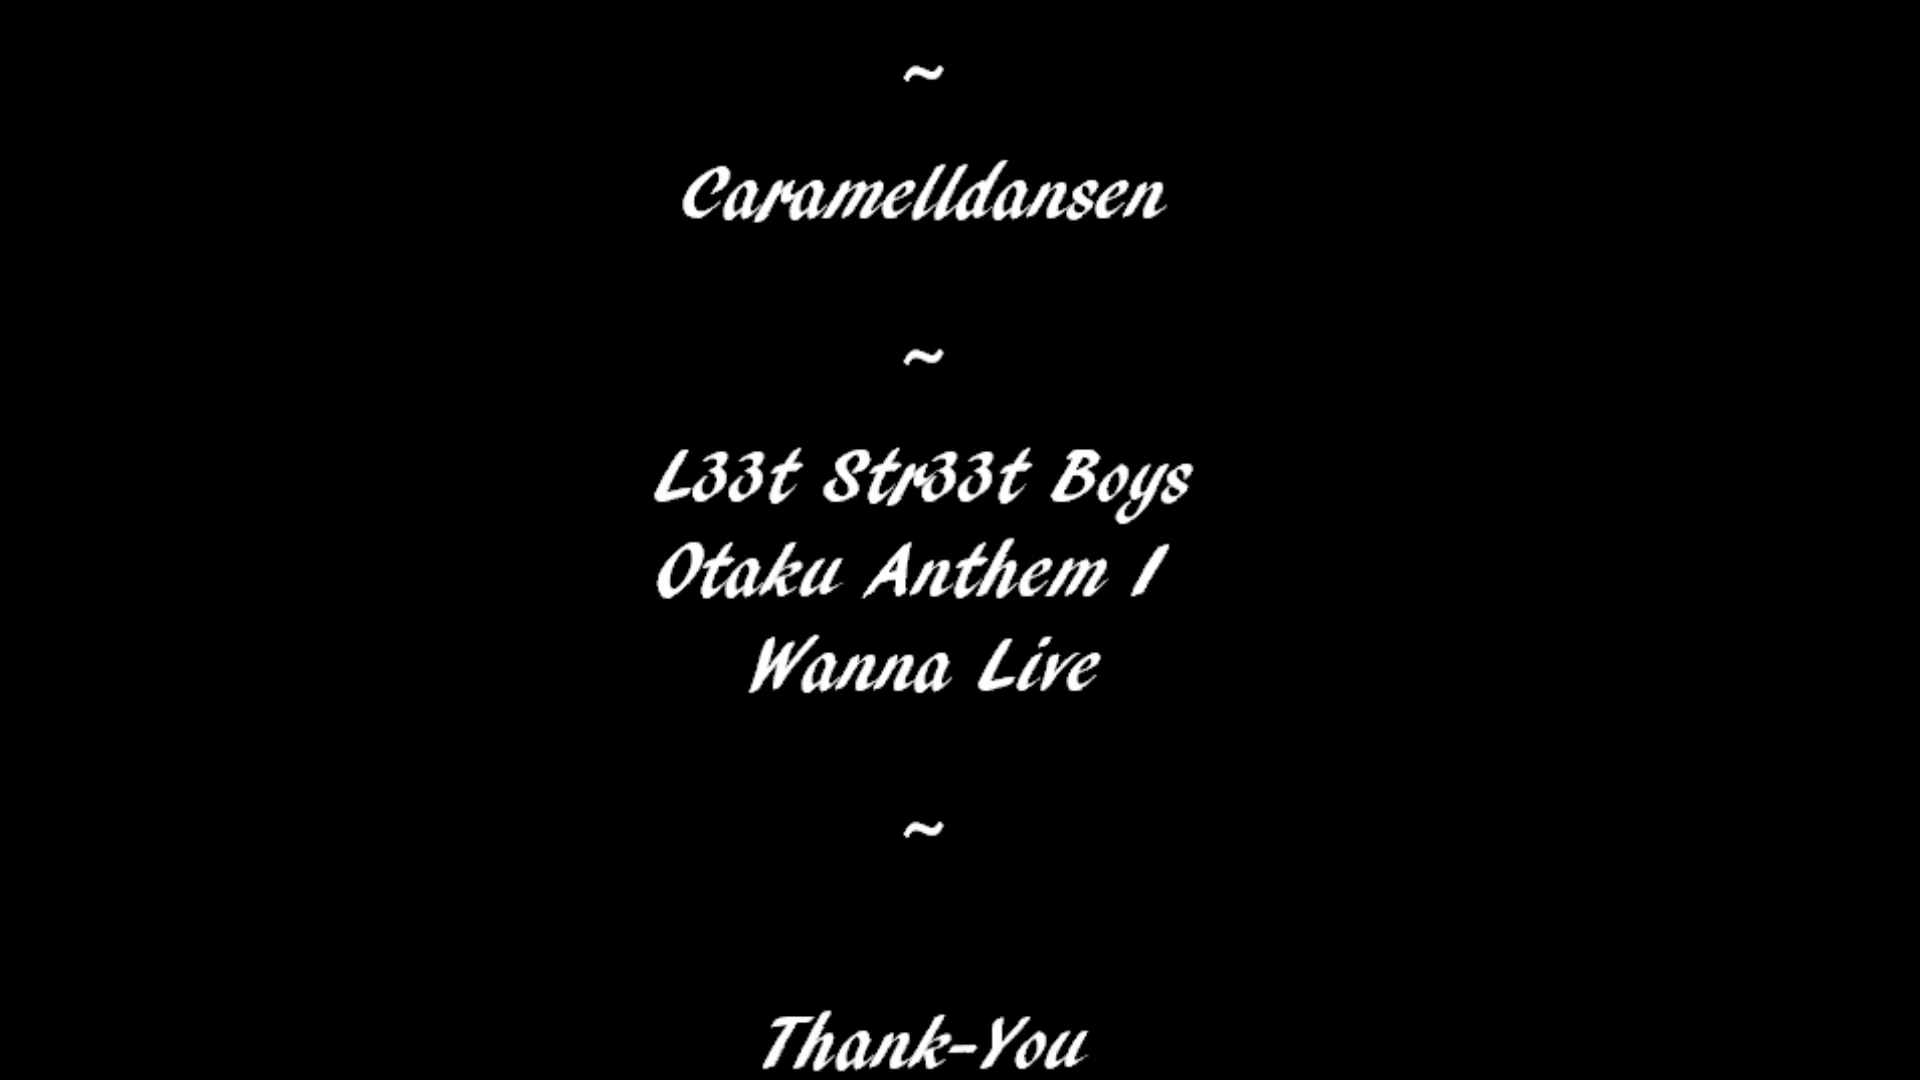 ~
Caramelldansen
~
L33t Str33t Boys
Otaku Anthem I
Wanna Live
~
Thank-You